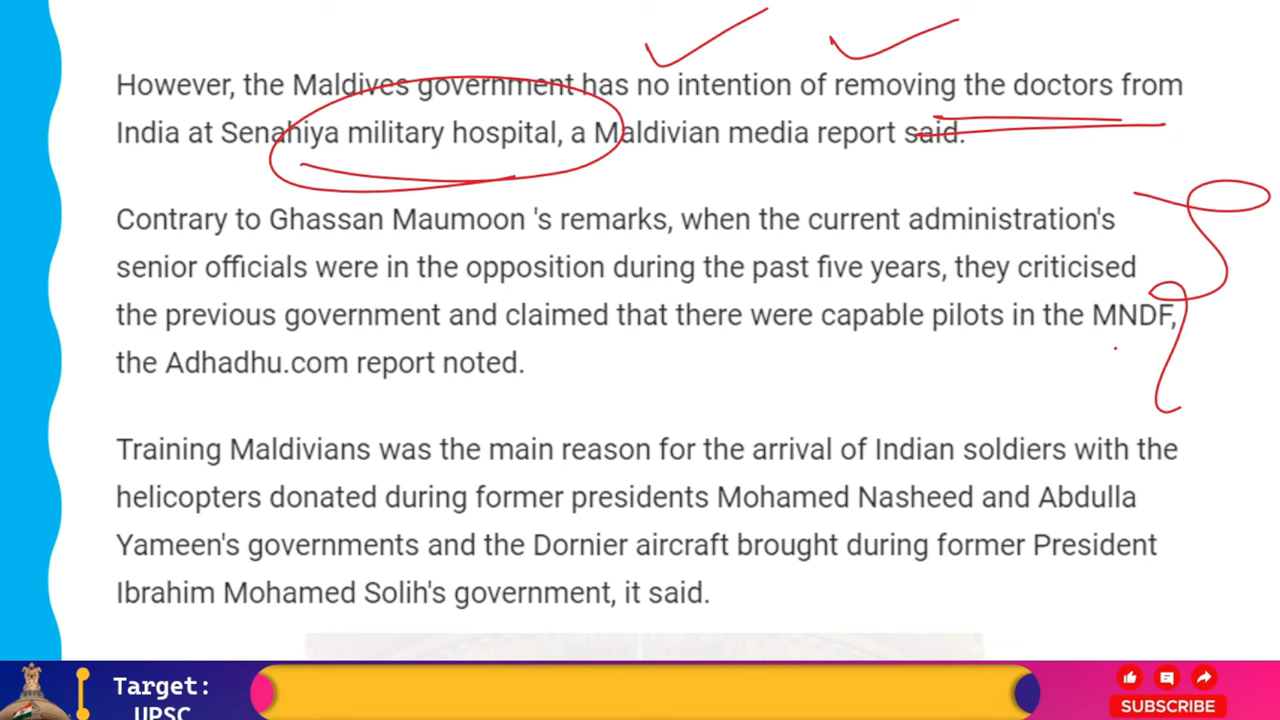 However, the Maldives government has no intention of removing the doctors from
India at Senahiya military hospital, a Maldivian media report said.
Contrary to Ghassan Maumoon 's remarks, when the current administration's
senior officials were in the opposition during the past five years, they criticised
the previous government and claimed that there were capable pilots in the MNDF,
the Adhadhu.com report noted.
Training Maldivians was the main reason for the arrival of Indian soldiers with the
helicopters donated during former presidents Mohamed Nasheed and Abdulla
Yameen's governments and the Dornier aircraft brought during former President
Ibrahim Mohamed Solih's government, it said.
Target:
UPSC
SUBSCRIBE